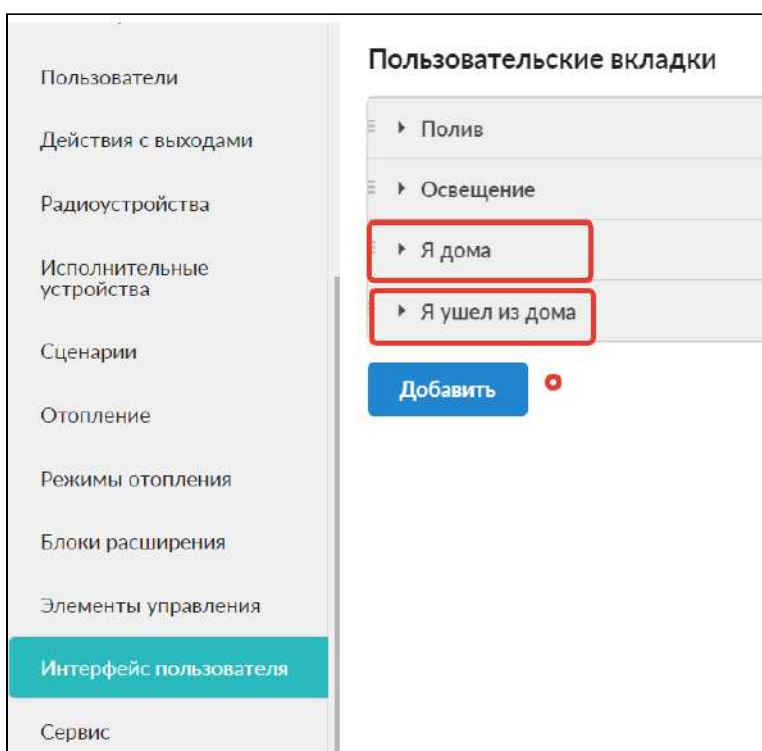 Пользователи
Действия с выходами
Радиоустройства
Исполнительные
устройства
Сценарии
Отопление
Режимы отопления
Блоки расширения
Элементы управления
Интерфейс пользователя
Сервис
Пользовательские вкладки
Полив
Освещение
Я дома
Я ушел из дома
Добавить